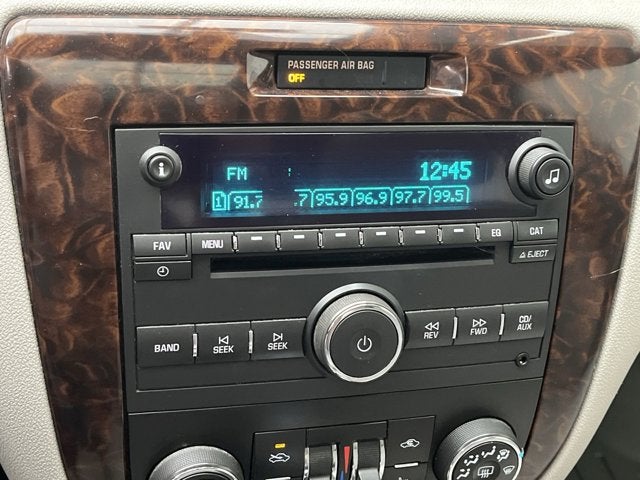 PASSENGER AIR BAG
OFF
FM 12:45
1 91.7 .7 95.9 96.9 97.7 99.5
FAV MENU EQ CAT
EJECT
BAND SEEK SEEK REV FWD CD/
AUX